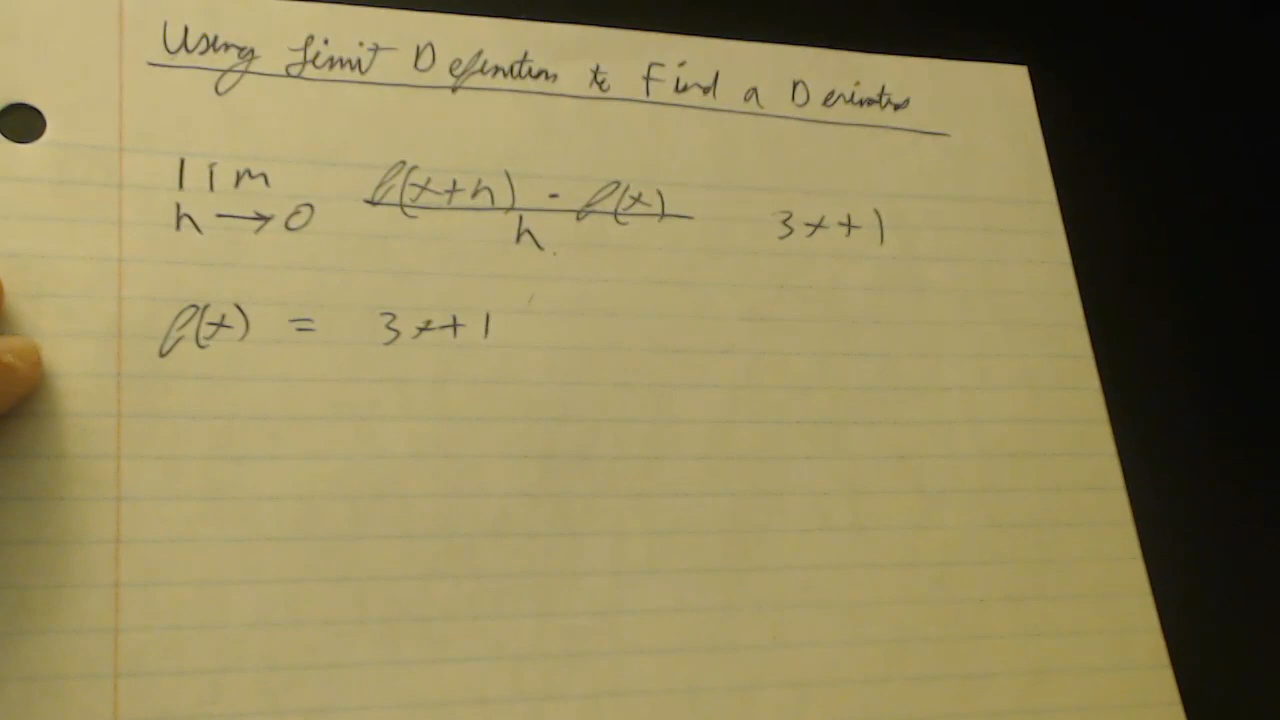 Using Limit Definition to Find a Derivative
lim f(x+h) - f(x) 3x+1
h→0 h
f(x) = 3x+1